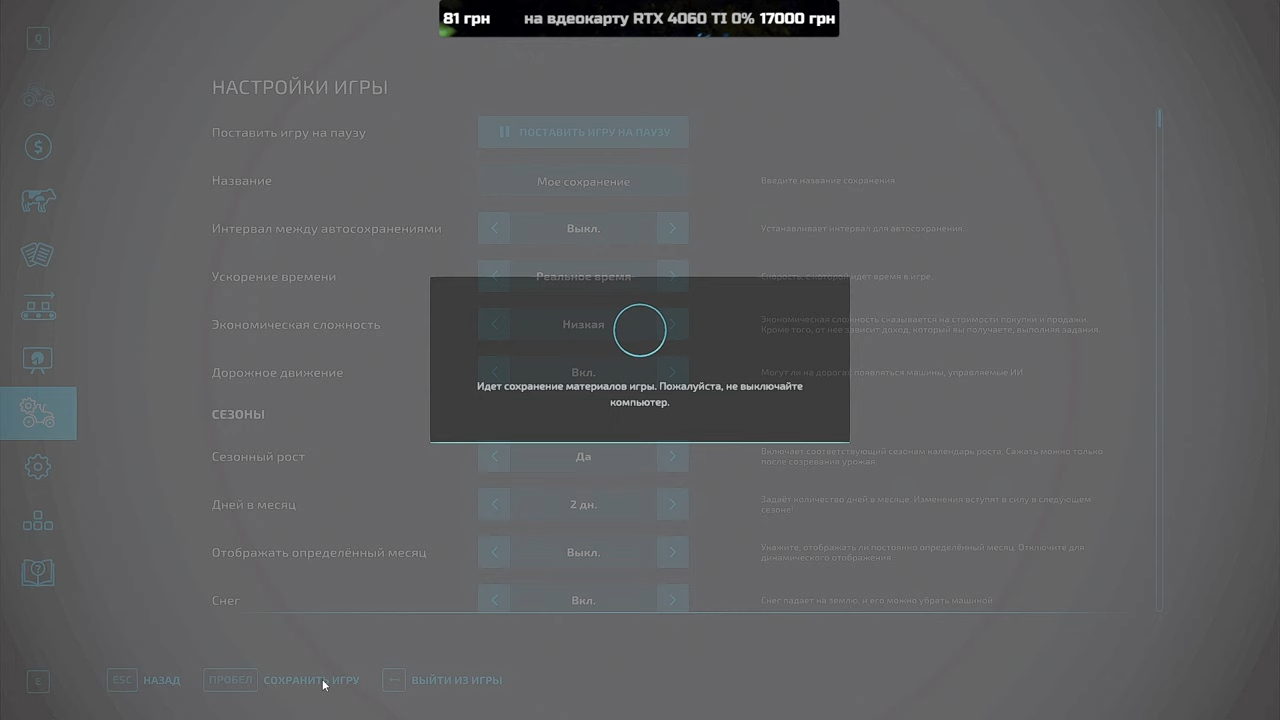 81 грн на вдеокарту RTX 4060 TI 0% 17000 грн
Q
НАСТРОЙКИ ИГРЫ
Поставить игру на паузу ПОСТАВИТЬ ИГРУ НА ПАУЗУ
Название Мое сохранение Введите название сохранения
Интервал между автосохранениями Выкл. Устанавливает интервал для автосохранения.
Ускорение времени Реальное время Скорость, с которой идет время в игре.
Экономическая сложность Низкая Экономическая сложность сказывается на стоимости покупки и продажи.
Кроме того, от нее зависит доход, который вы получаете, выполняя задания.
Дорожное движение Вкл. Могут ли на дорогах появляться машины, управляемые ИИ
Идет сохранение материалов игры. Пожалуйста, не выключайте
компьютер.
СЕЗОНЫ
Сезонный рост Да Включает соответствующий сезонам календарь роста. Сажать можно только
после созревания урожая.
Дней в месяц 2 дн. Задаёт количество дней в месяце. Изменения вступят в силу в следующем
сезоне!
Отображать определённый месяц Выкл. Укажите, отображать ли постоянно определённый месяц. Отключите для
динамического отображения.
Снег Вкл. Снег падает на землю, и его можно убрать машиной.
E ESC НАЗАД ПРОБЕЛ СОХРАНИТЬ ИГРУ ВЫЙТИ ИЗ ИГРЫ